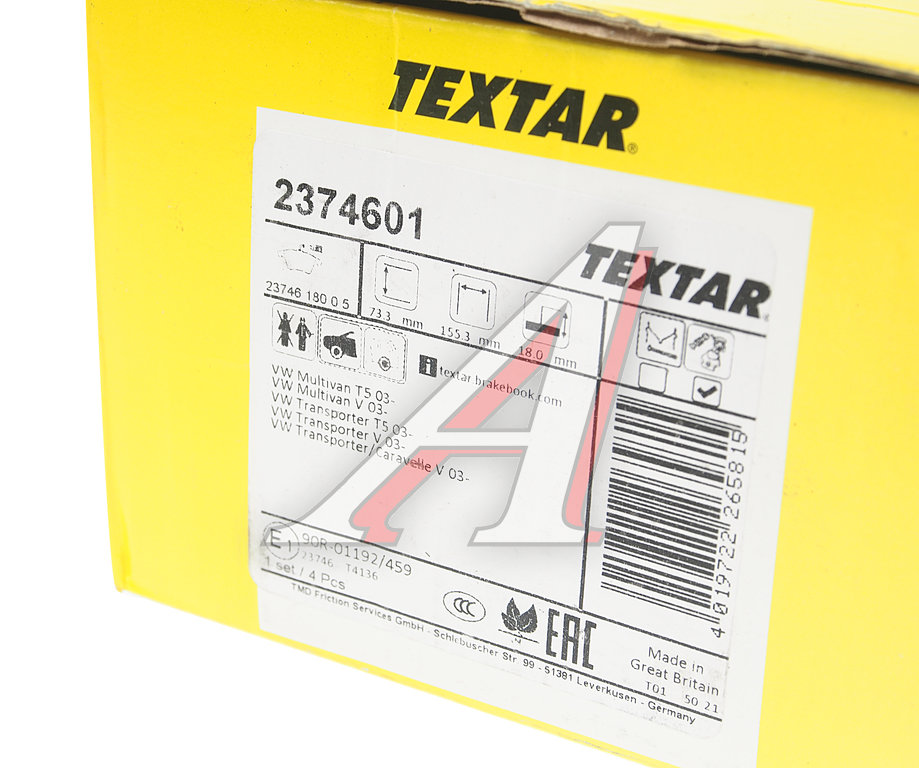 TEXTAR®
2374601
TEXTAR
23746 180 0 5
73.3 mm
155.3 mm
18.0 mm
i textar.brakebook.com
VW Multivan T5 03-
VW Multivan V 03-
VW Transporter T5 03-
VW Transporter V 03-
VW Transporter/Caravelle V 03-
4 019722 265815
E1 90R-01192/459
23746 T4136
1 set / 4 Pcs
CCC
EAC
TMD Friction Services GmbH - Schlebuscher Str. 99 - 51381 Leverkusen - Germany
Made in
Great Britain
T01 50 21